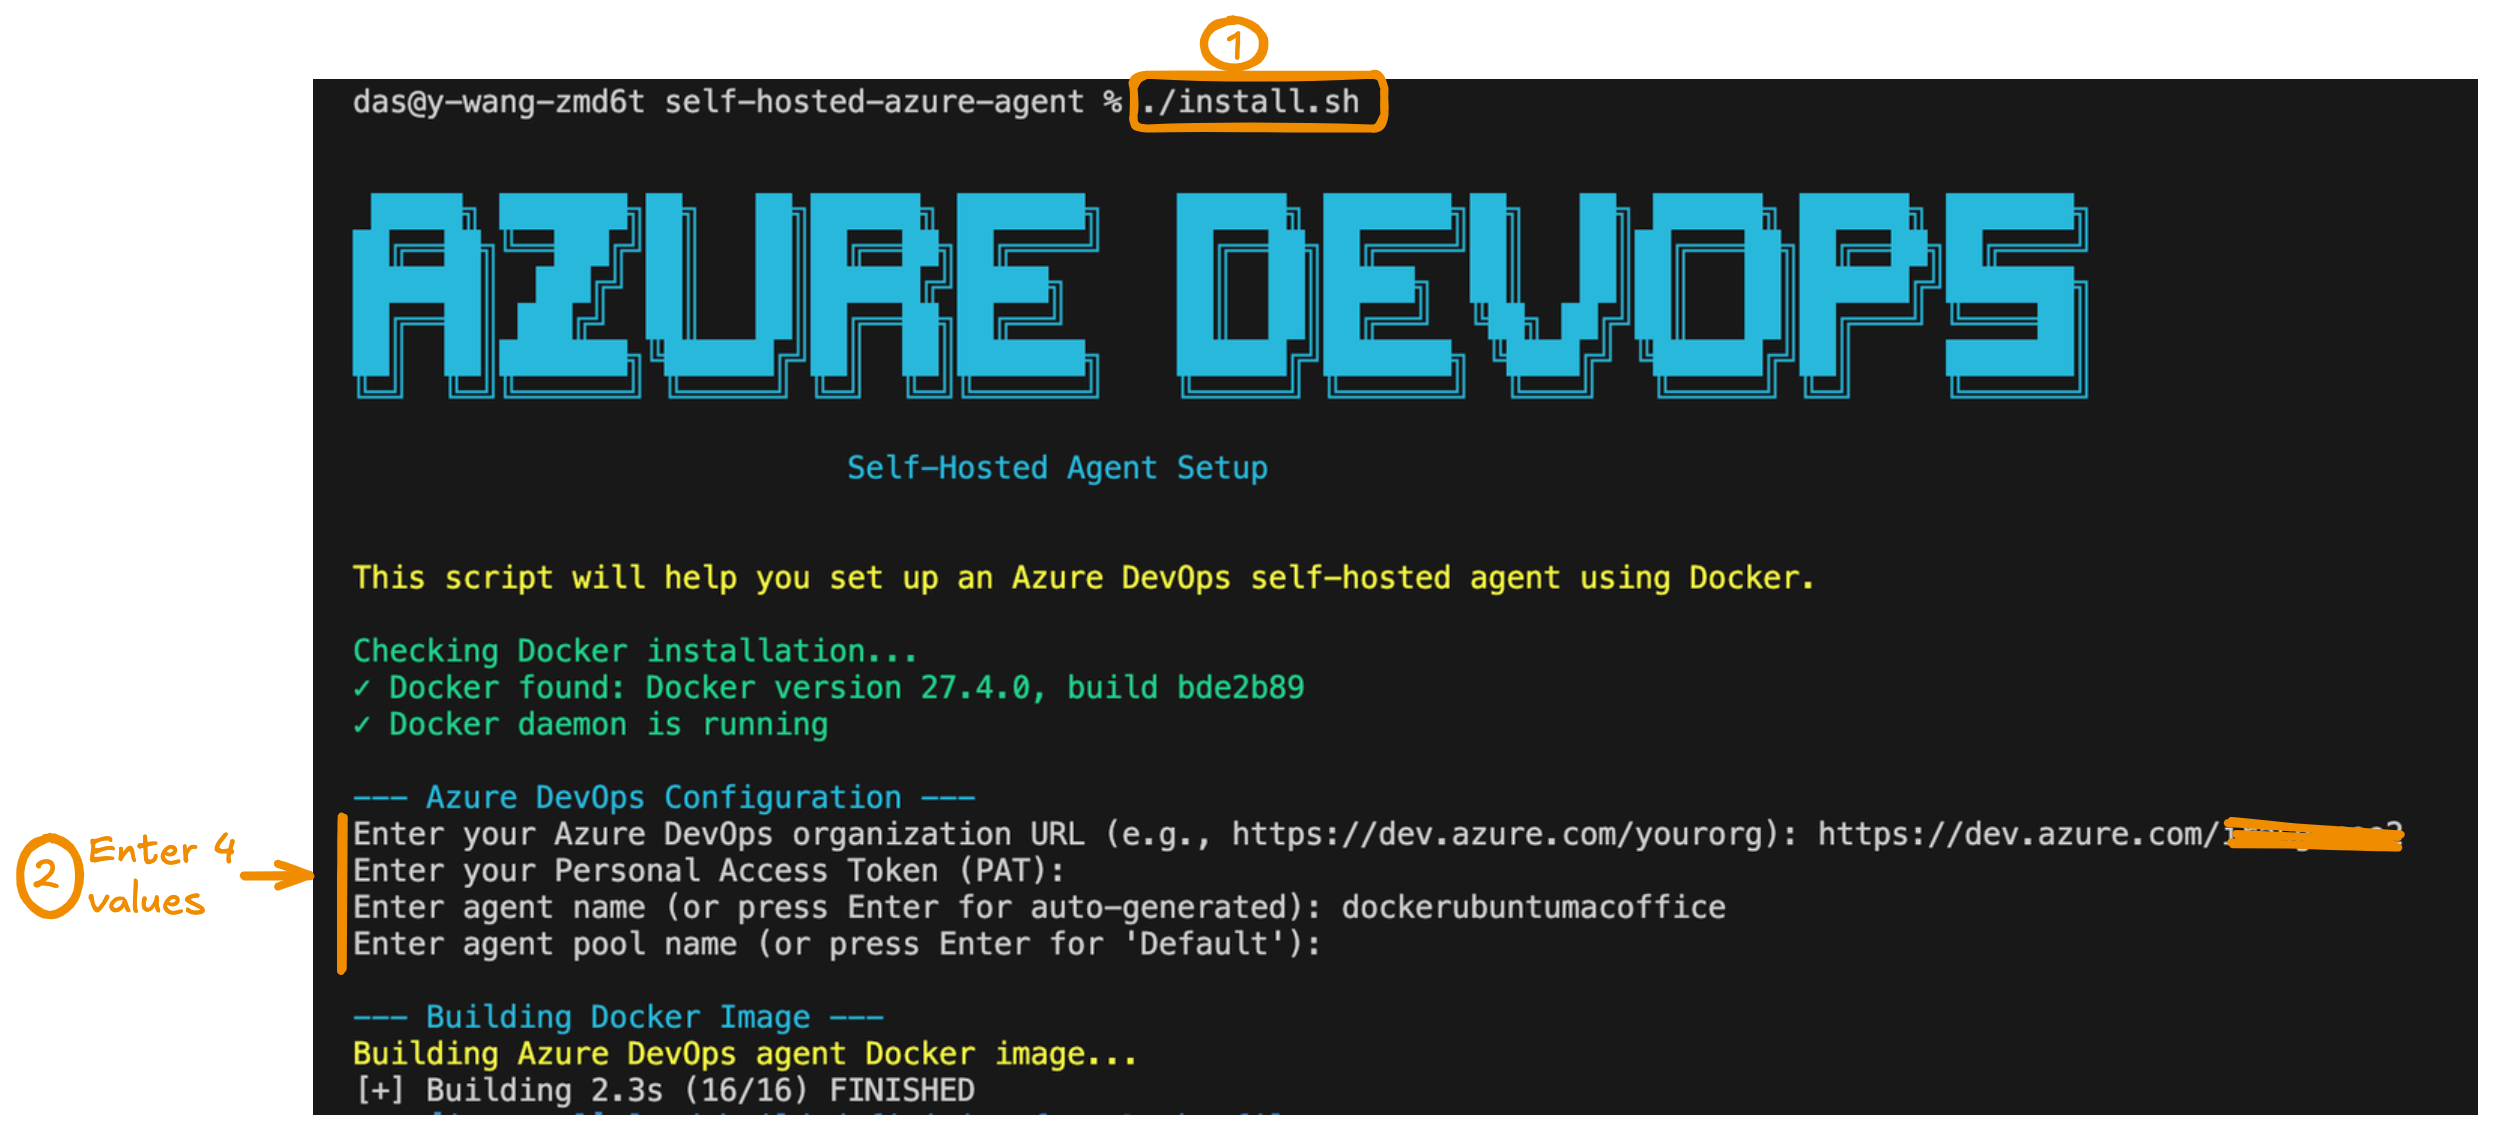 1
das@y-wang-zmd6t self-hosted-azure-agent % ./install.sh
AZURE DEVOPS
Self-Hosted Agent Setup
This script will help you set up an Azure DevOps self-hosted agent using Docker.
Checking Docker installation...
✓ Docker found: Docker version 27.4.0, build bde2b89
✓ Docker daemon is running
--- Azure DevOps Configuration ---
2 Enter 4 values
Enter your Azure DevOps organization URL (e.g., https://dev.azure.com/yourorg): https://dev.azure.com/
Enter your Personal Access Token (PAT):
Enter agent name (or press Enter for auto-generated): dockerubuntumacoffice
Enter agent pool name (or press Enter for 'Default'):
--- Building Docker Image ---
Building Azure DevOps agent Docker image...
[+] Building 2.3s (16/16) FINISHED